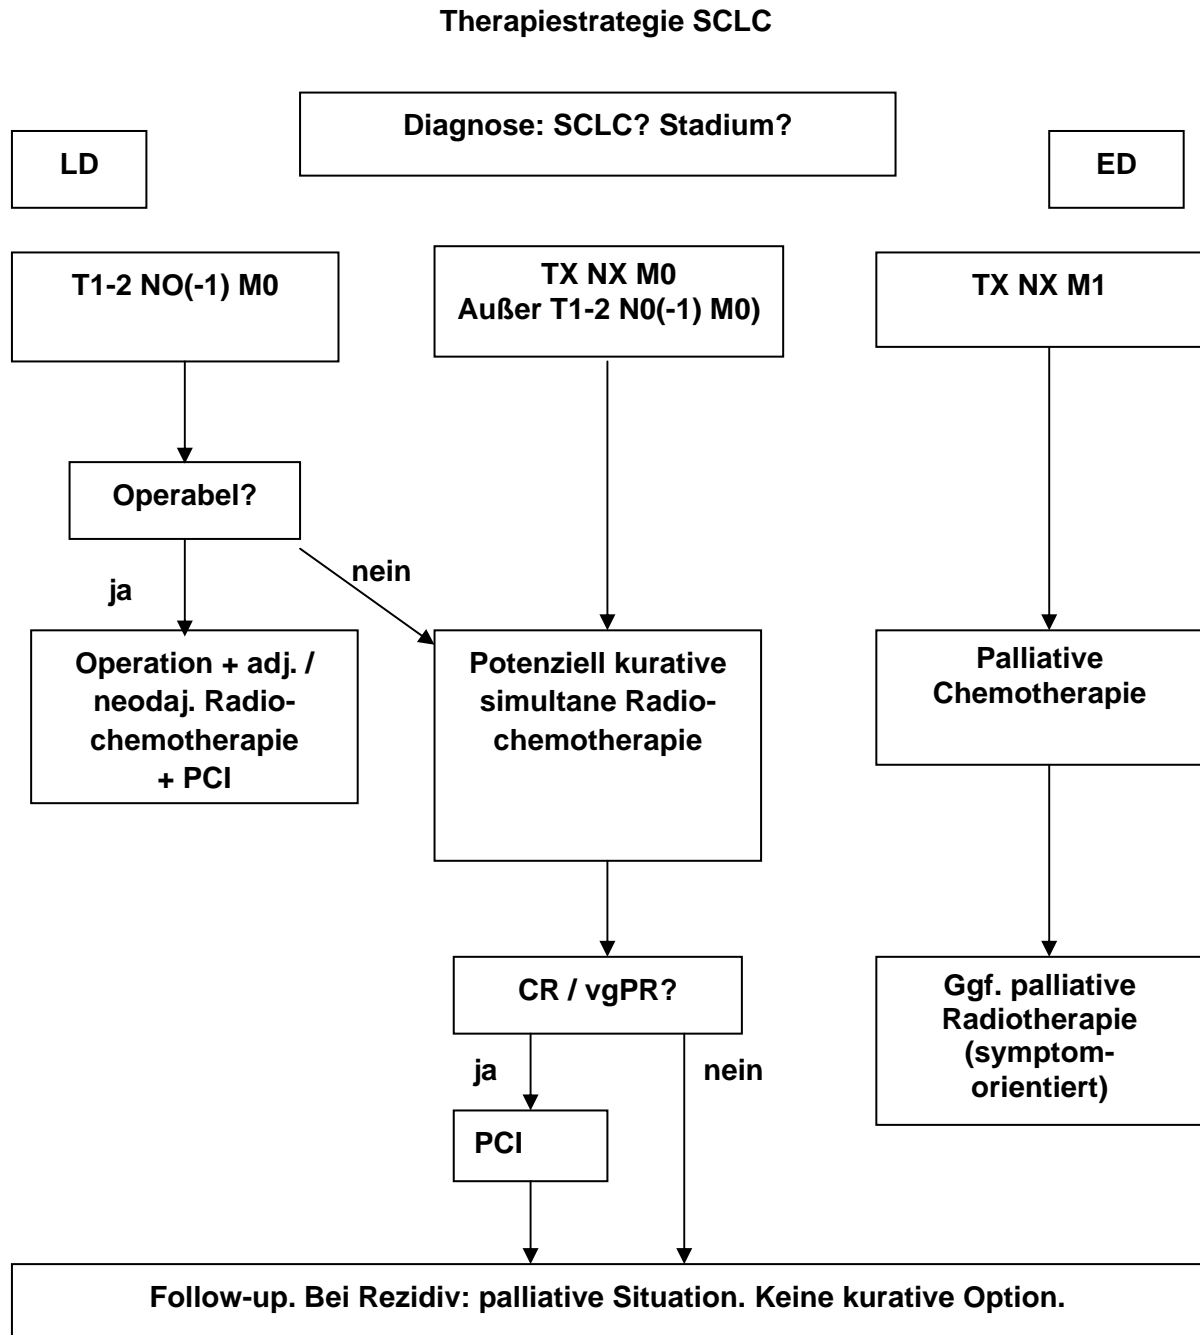 Therapiestrategie SCLC
Diagnose: SCLC? Stadium?
LD
ED
T1-2 NO(-1) M0
TX NX M0
Außer T1-2 N0(-1) M0)
TX NX M1
Operabel?
ja
nein
Operation + adj. /
neodaj. Radio-
chemotherapie
+ PCI
Potenziell kurative
simultane Radio-
chemotherapie
Palliative
Chemotherapie
CR / vgPR?
ja
nein
PCI
Ggf. palliative
Radiotherapie
(symptom-
orientiert)
Follow-up. Bei Rezidiv: palliative Situation. Keine kurative Option.